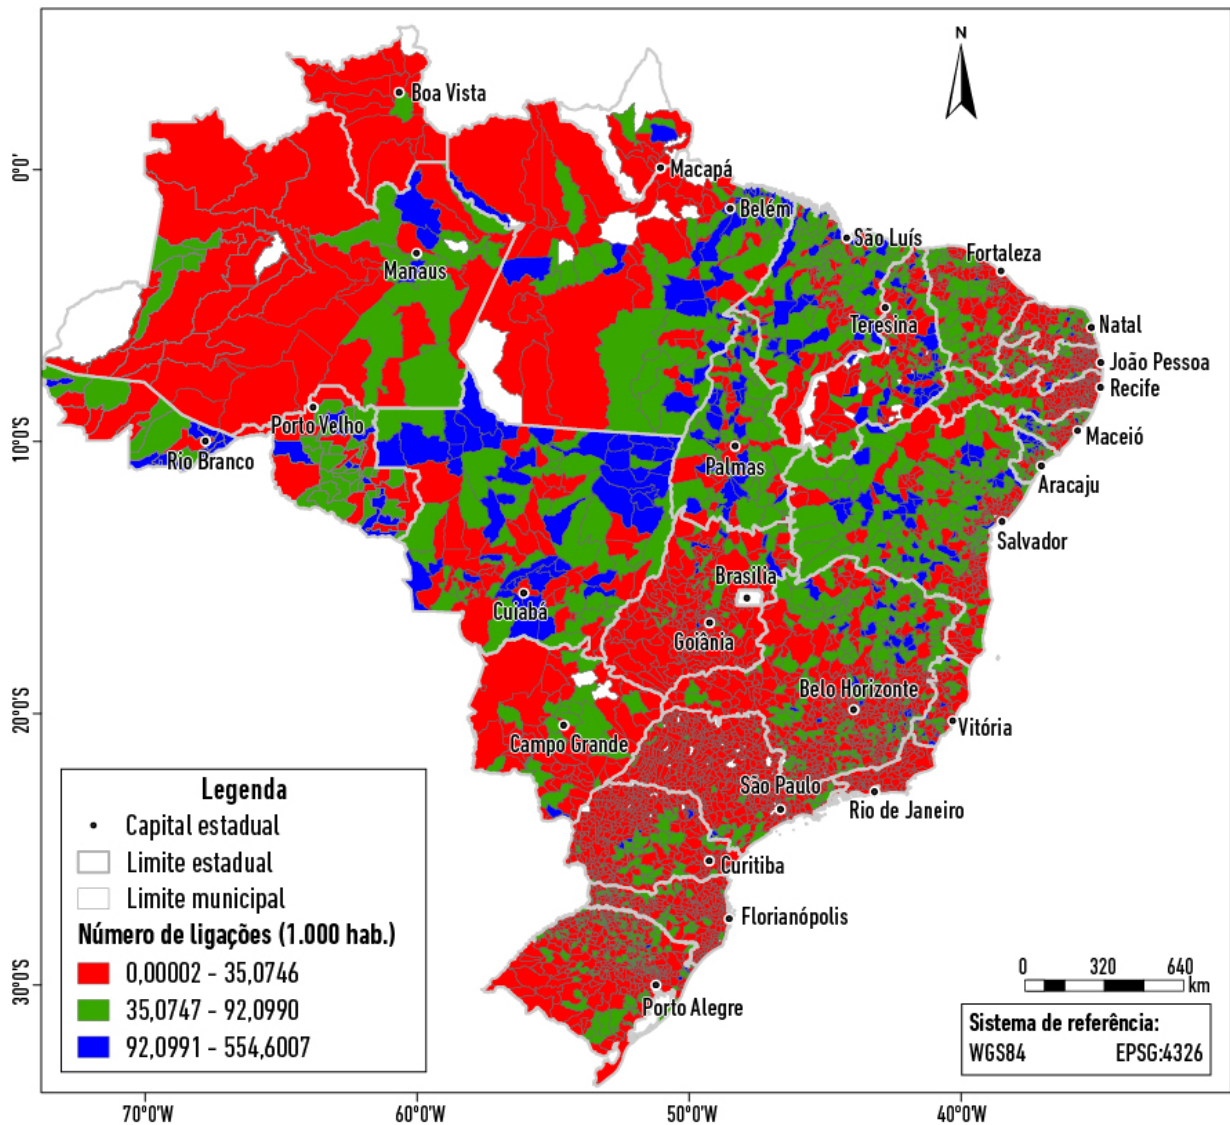 N
Boa Vista
Macapá
Belém
São Luís
Fortaleza
Manaus
Teresina
Natal
João Pessoa
Recife
Porto Velho
Maceió
Rio Branco
Palmas
Aracaju
Salvador
Brasilia
Cuiabá
Goiânia
Belo Horizonte
Vitória
Campo Grande
São Paulo
Rio de Janeiro
Curitiba
Florianópolis
Porto Alegre
0°0'
10°0'S
20°0'S
30°0'S
Legenda
Capital estadual
Limite estadual
Limite municipal
Número de ligações (1.000 hab.)
0,00002 - 35,0746
35,0747 - 92,0990
92,0991 - 554,6007
0 320 640
km
Sistema de referência:
WGS84 EPSG:4326
70°0'W 60°0'W 50°0'W 40°0'W